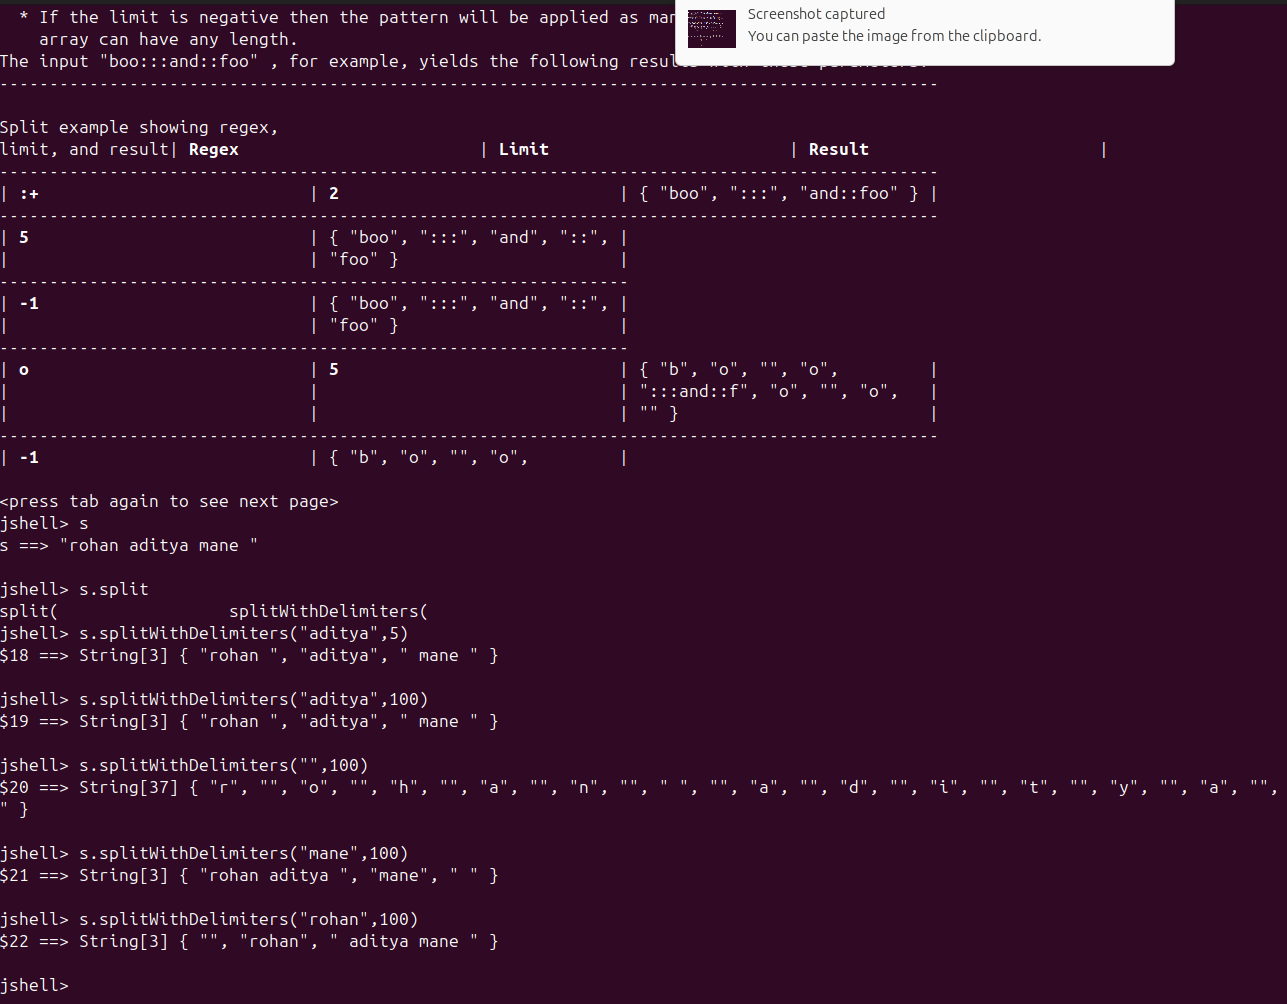 * If the limit is negative then the pattern will be applied as ma
Screenshot captured
array can have any length.
You can paste the image from the clipboard.
The input "boo:::and::foo" , for example, yields the following resul
----------------------------------------------------------------------------------------------
Split example showing regex,
limit, and result| Regex | Limit | Result |
----------------------------------------------------------------------------------------------
| :+ | 2 | { "boo", ":::", "and::foo" } |
----------------------------------------------------------------------------------------------
| 5 | { "boo", ":::", "and", "::", |
| | "foo" } |
---------------------------------------------------------------
| -1 | { "boo", ":::", "and", "::", |
| | "foo" } |
---------------------------------------------------------------
| o | 5 | { "b", "o", "", "o", |
| | | ":::and::f", "o", "", "o", |
| | | "" } |
----------------------------------------------------------------------------------------------
| -1 | { "b", "o", "", "o", |
<press tab again to see next page>
jshell> s
s ==> "rohan aditya mane "
jshell> s.split
split( splitWithDelimiters(
jshell> s.splitWithDelimiters("aditya",5)
$18 ==> String[3] { "rohan ", "aditya", " mane " }
jshell> s.splitWithDelimiters("aditya",100)
$19 ==> String[3] { "rohan ", "aditya", " mane " }
jshell> s.splitWithDelimiters("",100)
$20 ==> String[37] { "r", "", "o", "", "h", "", "a", "", "n", "", " ", "", "a", "", "d", "", "i", "", "t", "", "y", "", "a", "",
" }
jshell> s.splitWithDelimiters("mane",100)
$21 ==> String[3] { "rohan aditya ", "mane", " " }
jshell> s.splitWithDelimiters("rohan",100)
$22 ==> String[3] { "", "rohan", " aditya mane " }
jshell>